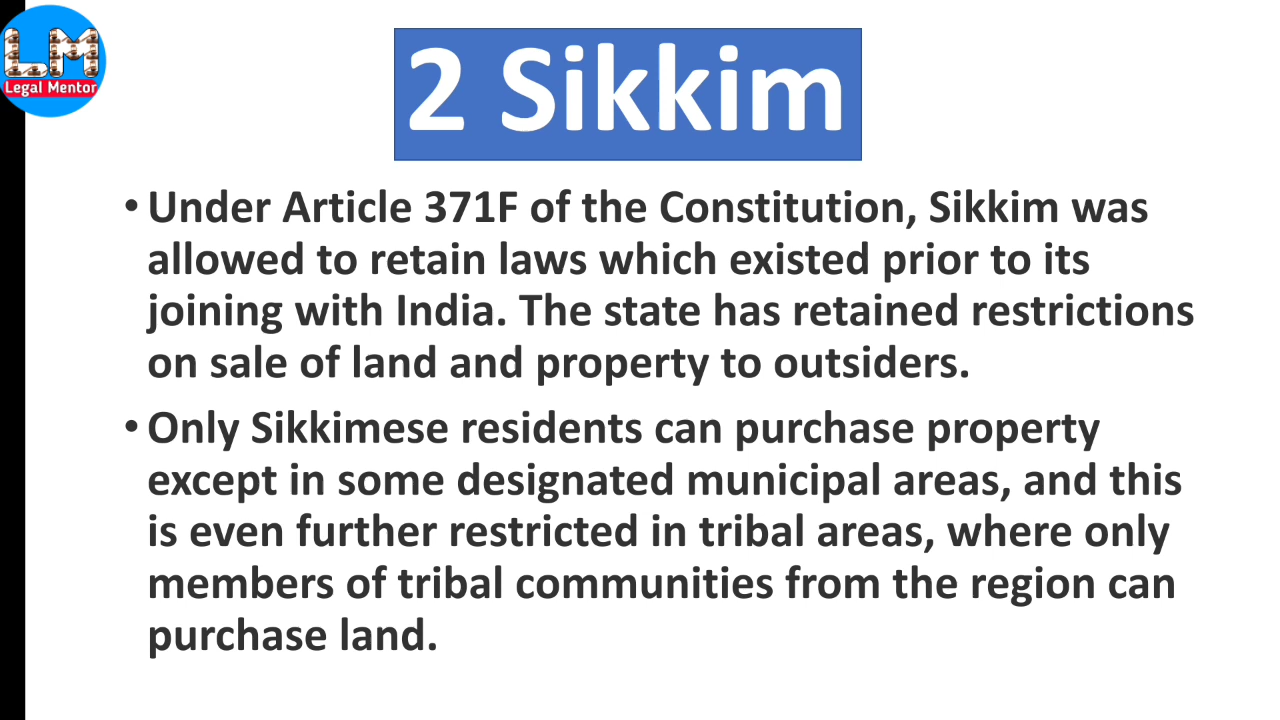 LM
Legal Mentor
2 Sikkim
• Under Article 371F of the Constitution, Sikkim was
allowed to retain laws which existed prior to its
joining with India. The state has retained restrictions
on sale of land and property to outsiders.
• Only Sikkimese residents can purchase property
except in some designated municipal areas, and this
is even further restricted in tribal areas, where only
members of tribal communities from the region can
purchase land.